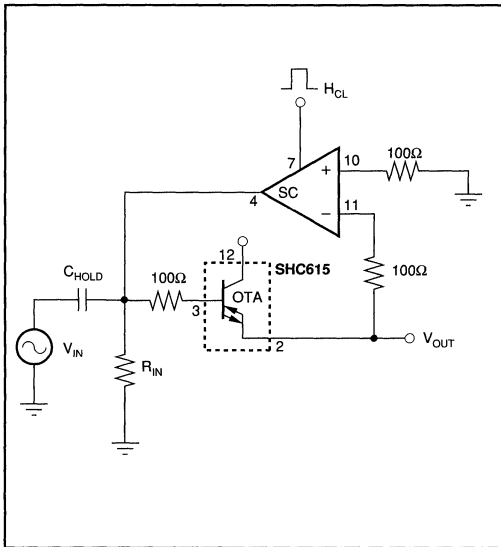 H_CL
7
10
100Ω
+
SC
4
−
11
100Ω
12
SHC615
C_HOLD
100Ω
OTA
3
2
V_OUT
V_IN
R_IN